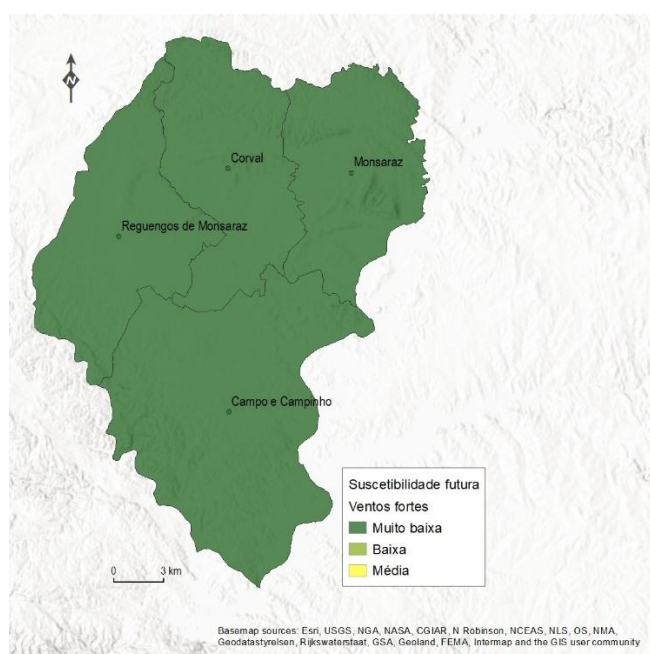 N
Corval
Monsaraz
Reguengos de Monsaraz
Campo e Campinho
Suscetibilidade futura
Ventos fortes
Muito baixa
Baixa
Média
0 3 km
Basemap sources: Esri, USGS, NGA, NASA, CGIAR, N Robinson, NCEAS, NLS, OS, NMA,
Geodatastyrelsen, Rijkswaterstaat, GSA, Geoland, FEMA, Intermap and the GIS user community